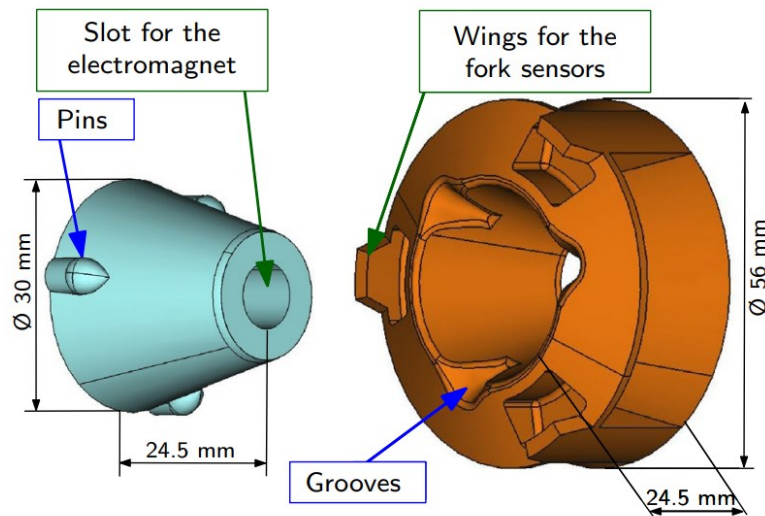 Slot for the
electromagnet
Wings for the
fork sensors
Pins
Ø 30 mm
Ø 56 mm
24.5 mm
Grooves
24.5 mm